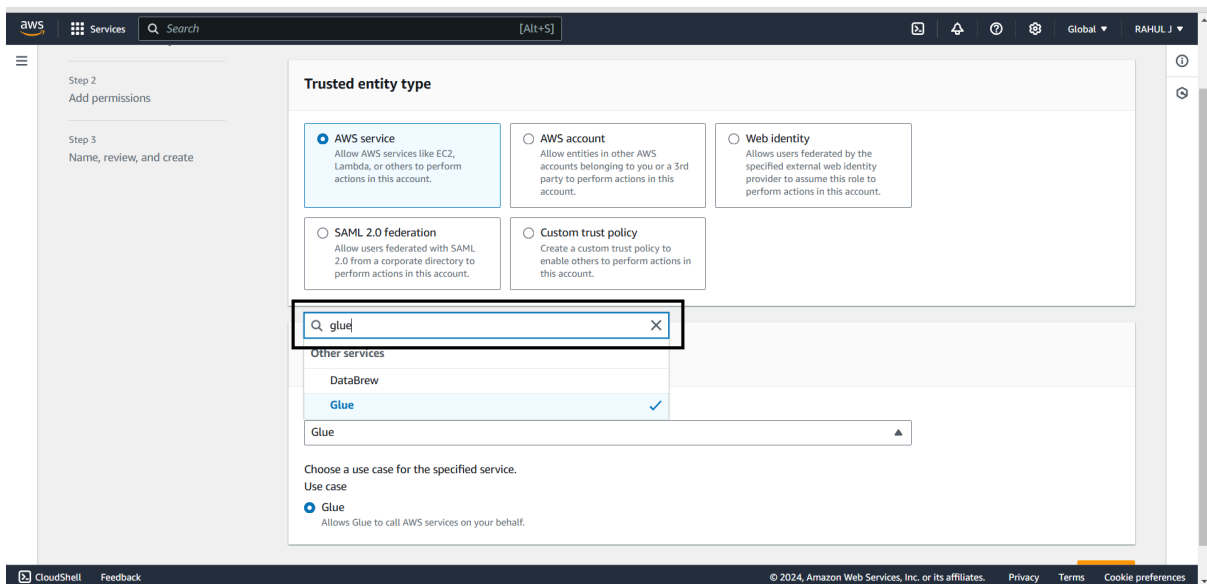 aws
Services
Search
[Alt+S]
Global
RAHUL J
Step 2
Add permissions
Step 3
Name, review, and create
Trusted entity type
AWS service
Allow AWS services like EC2,
Lambda, or others to perform
actions in this account.
AWS account
Allow entities in other AWS
accounts belonging to you or a 3rd
party to perform actions in this
account.
Web identity
Allows users federated by the
specified external web identity
provider to assume this role to
perform actions in this account.
SAML 2.0 federation
Allow users federated with SAML
2.0 from a corporate directory to
perform actions in this account.
Custom trust policy
Create a custom trust policy to
enable others to perform actions in
this account.
glue
Other services
DataBrew
Glue
Glue
Choose a use case for the specified service.
Use case
Glue
Allows Glue to call AWS services on your behalf.
CloudShell
Feedback
© 2024, Amazon Web Services, Inc. or its affiliates.
Privacy
Terms
Cookie preferences